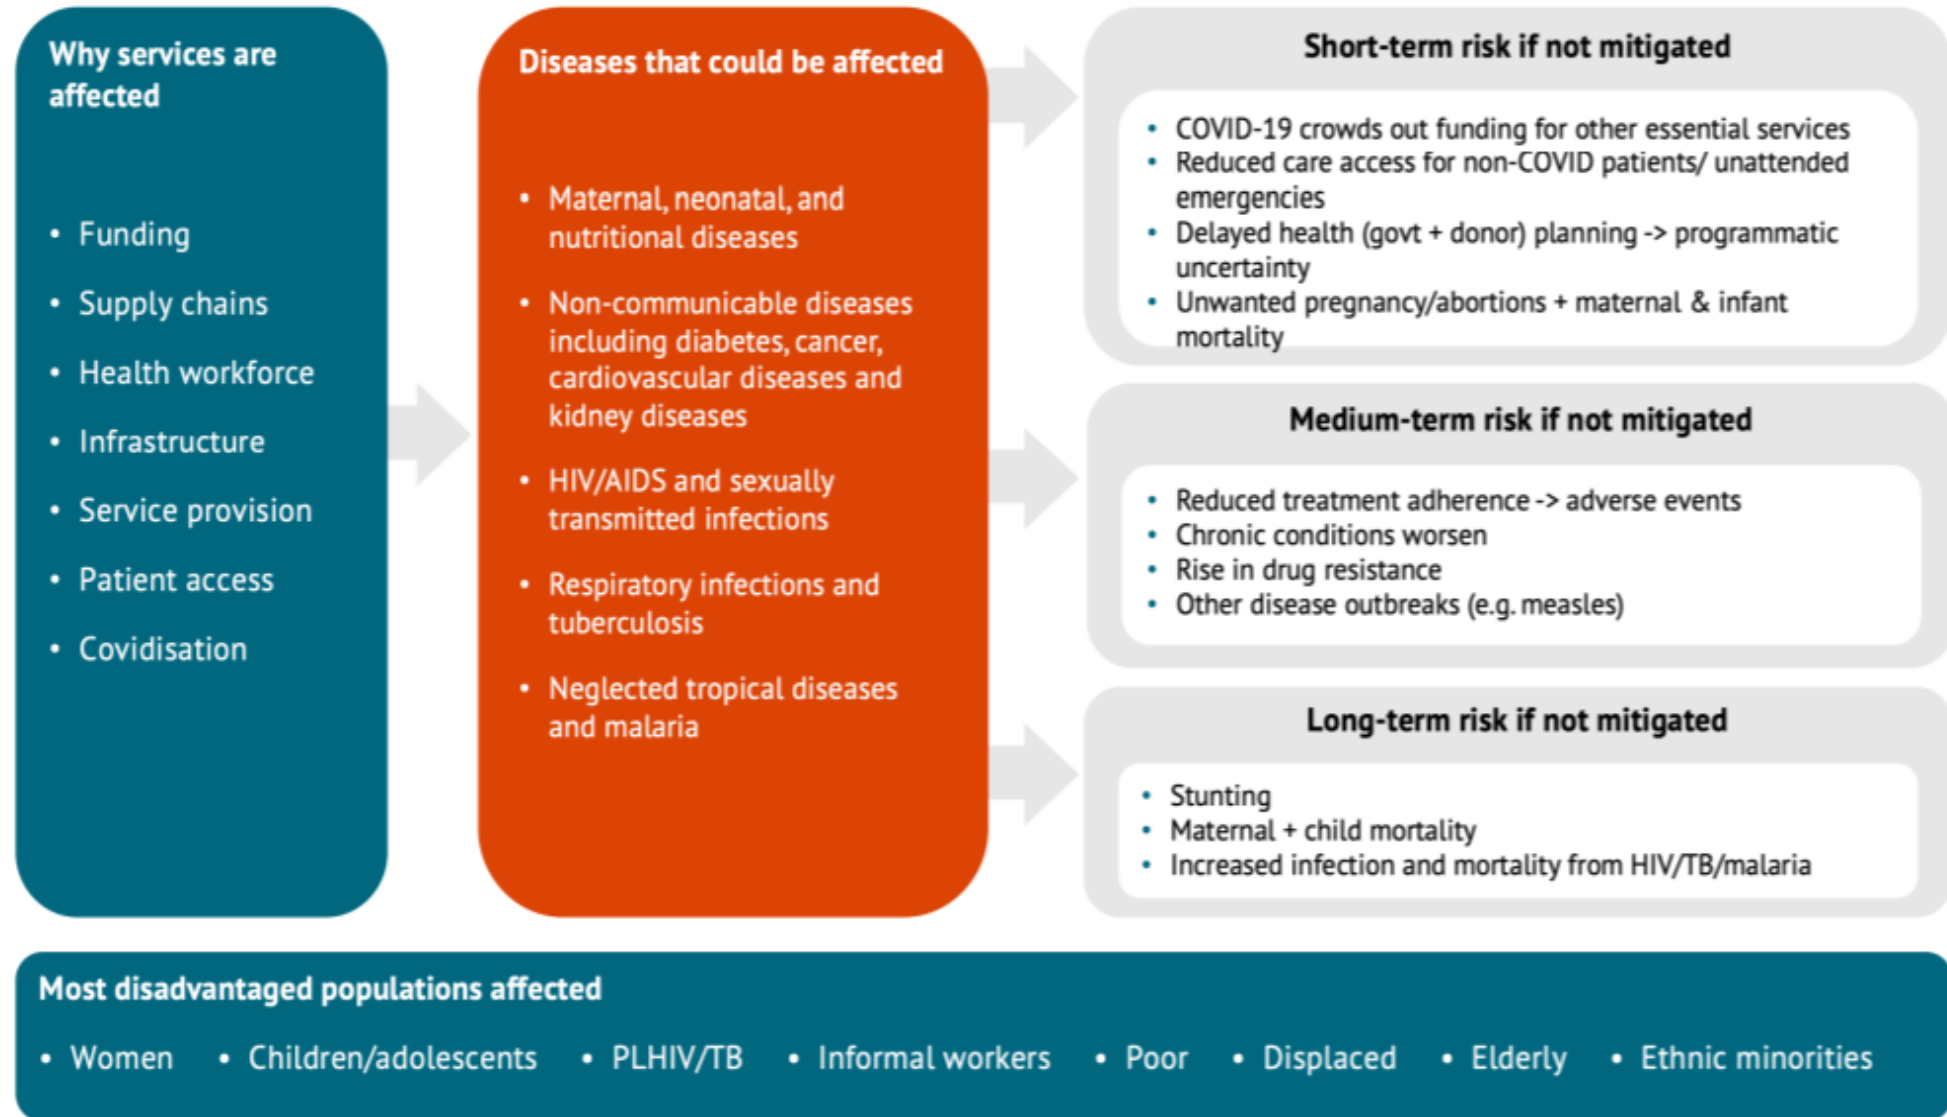 Why services are
affected
• Funding
• Supply chains
• Health workforce
• Infrastructure
• Service provision
• Patient access
• Covidisation
Diseases that could be affected
• Maternal, neonatal, and
nutritional diseases
• Non-communicable diseases
including diabetes, cancer,
cardiovascular diseases and
kidney diseases
• HIV/AIDS and sexually
transmitted infections
• Respiratory infections and
tuberculosis
• Neglected tropical diseases
and malaria
Short-term risk if not mitigated
• COVID-19 crowds out funding for other essential services
• Reduced care access for non-COVID patients/ unattended
emergencies
• Delayed health (govt + donor) planning -> programmatic
uncertainty
• Unwanted pregnancy/abortions + maternal & infant
mortality
Medium-term risk if not mitigated
• Reduced treatment adherence -> adverse events
• Chronic conditions worsen
• Rise in drug resistance
• Other disease outbreaks (e.g. measles)
Long-term risk if not mitigated
• Stunting
• Maternal + child mortality
• Increased infection and mortality from HIV/TB/malaria
Most disadvantaged populations affected
• Women • Children/adolescents • PLHIV/TB • Informal workers • Poor • Displaced • Elderly • Ethnic minorities